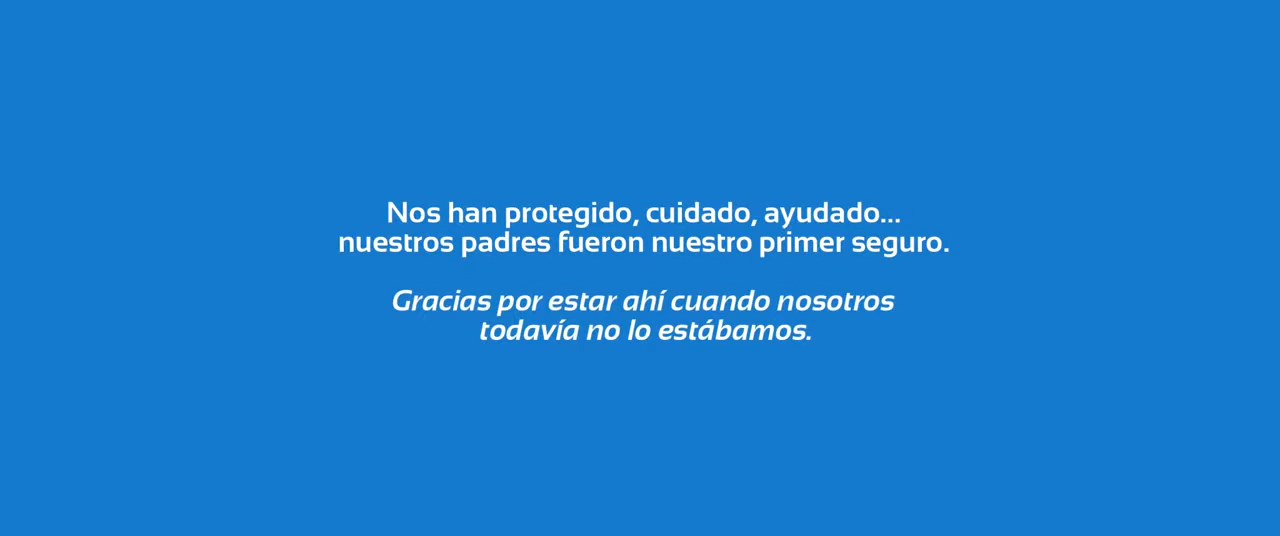 Nos han protegido, cuidado, ayudado...
nuestros padres fueron nuestro primer seguro.
Gracias por estar ahí cuando nosotros
todavía no lo estábamos.